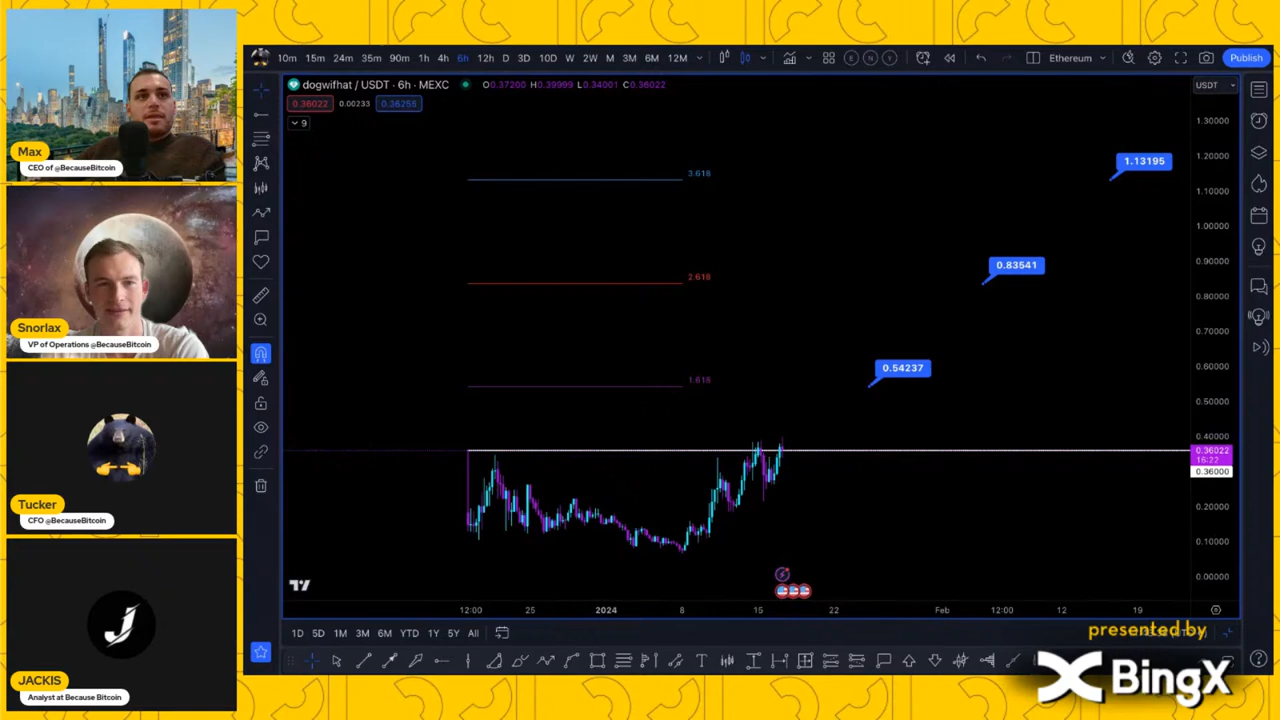 Max
CEO of @BecauseBitcoin
Snorlax
VP of Operations @BecauseBitcoin
Tucker
CFO @BecauseBitcoin
JACKIS
Analyst at Because Bitcoin
10m 15m 24m 35m 90m 1h 4h 6h 12h D 3D 10D W 2W M 3M 6M 12M
E N Y
Ethereum
Publish
dogwifhat / USDT · 6h · MEXC O0.37200 H0.39999 L0.34001 C0.36022
0.36022 0.00233 0.36255
9
USDT
3.618
2.618
1.618
1.13195
0.83541
0.54237
1.30000
1.20000
1.10000
1.00000
0.90000
0.80000
0.70000
0.60000
0.50000
0.40000
0.36022
16:22
0.36000
0.20000
0.10000
0.00000
12:00 25 2024 8 15 22 Feb 12:00 12 19
1D 5D 1M 3M 6M YTD 1Y 5Y All
presented by
BingX